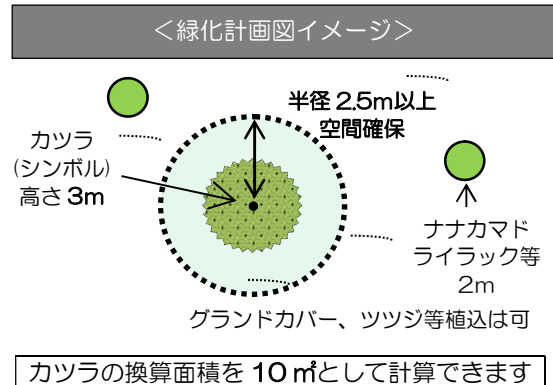 <緑化計画図イメージ>
半径 2.5m以上
空間確保
カツラ
(シンボル)
高さ 3m
ナナカマド
ライラック等
2m
グランドカバー、ツツジ等植込は可
カツラの換算面積を 10 ㎡として計算できます